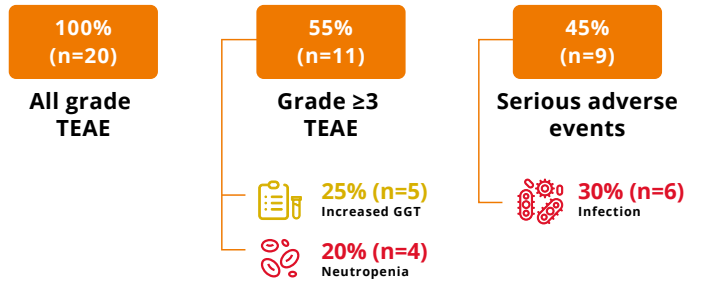 100%
(n=20)
All grade
TEAE
55%
(n=11)
Grade ≥3
TEAE
25% (n=5)
Increased GGT
20% (n=4)
Neutropenia
45%
(n=9)
Serious adverse
events
30% (n=6)
Infection